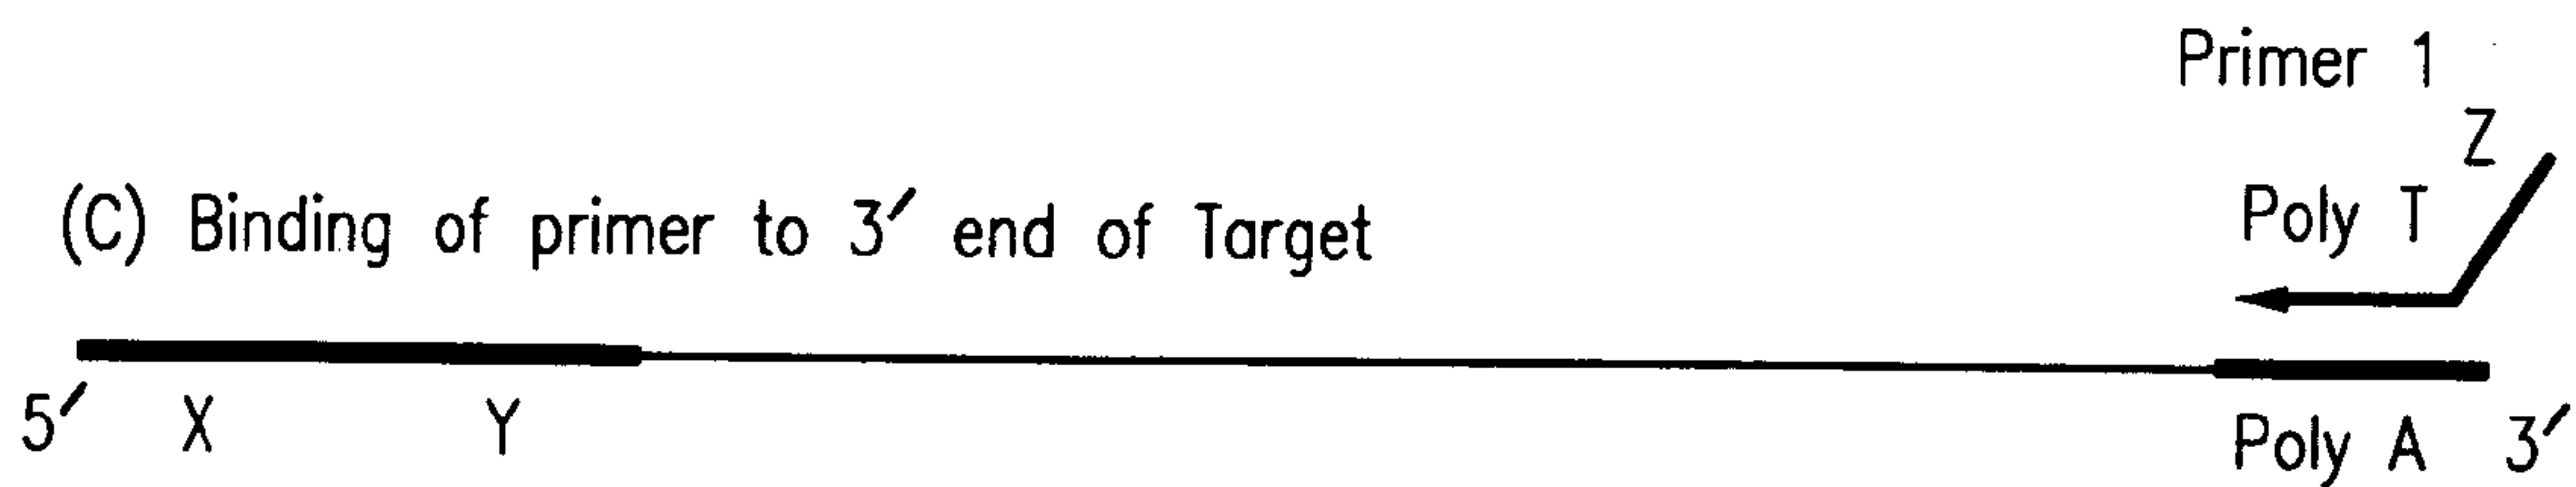 Primer 1
Z
Poly T
(C) Binding of primer to 3′ end of Target
5′ X Y Poly A 3′